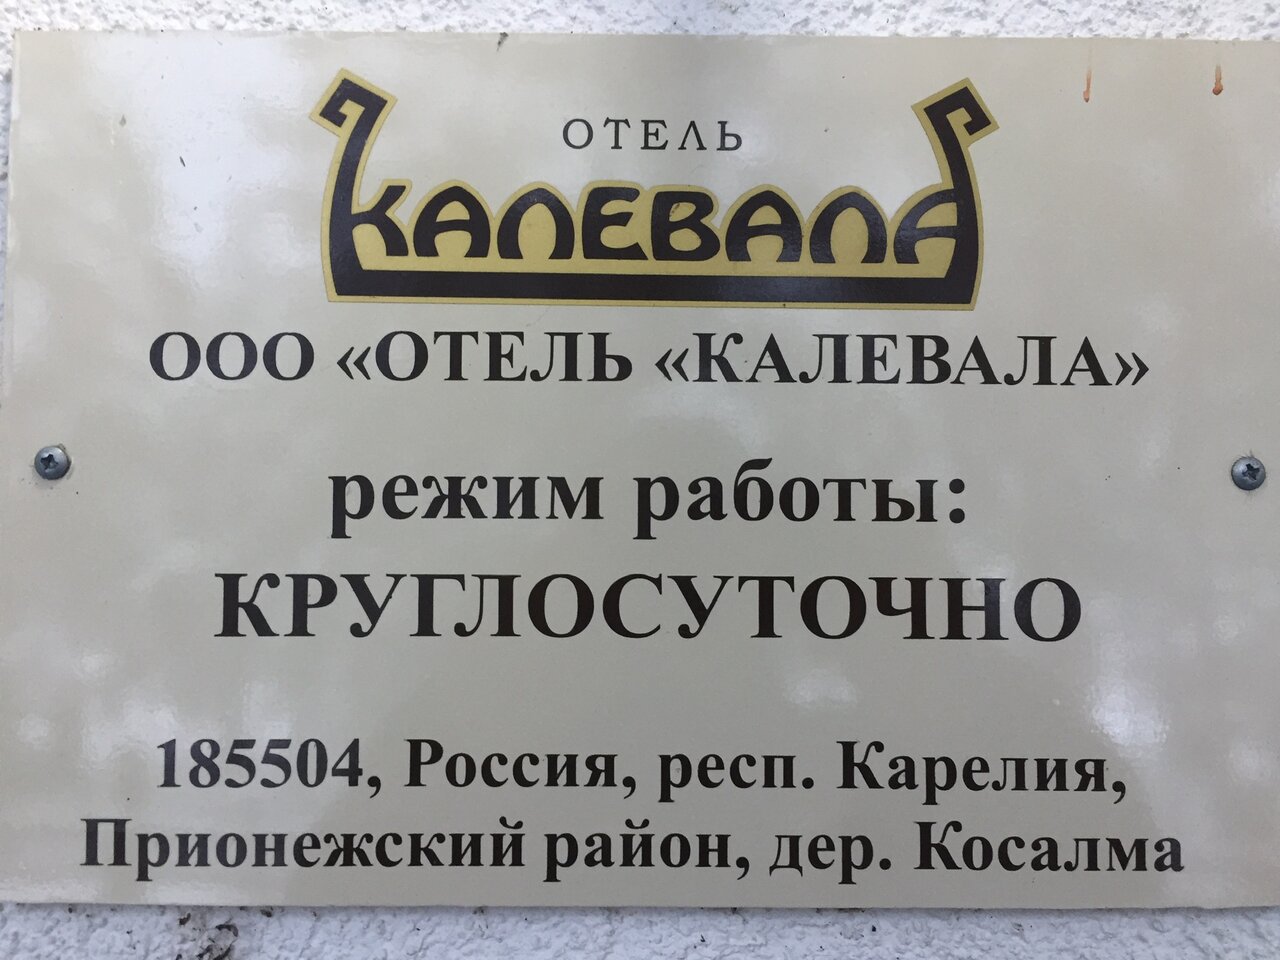 ОТЕЛЬ
КАЛЕВАЛА
ООО «ОТЕЛЬ «КАЛЕВАЛА»
режим работы:
КРУГЛОСУТОЧНО
185504, Россия, респ. Карелия,
Прионежский район, дер. Косалма